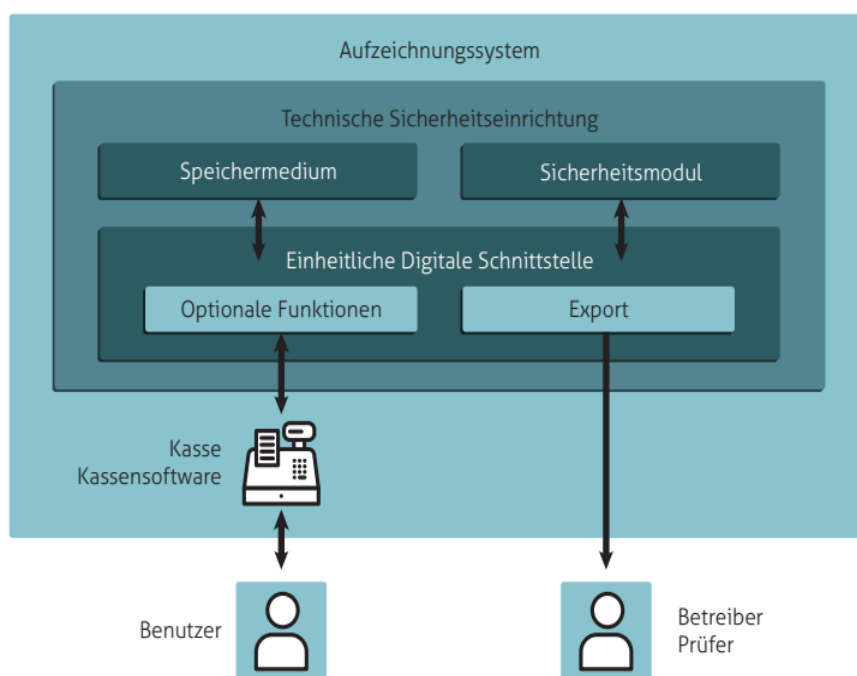 Aufzeichnungssystem
Technische Sicherheitseinrichtung
Speichermedium
Sicherheitsmodul
Einheitliche Digitale Schnittstelle
Optionale Funktionen
Export
Kasse
Kassensoftware
Benutzer
Betreiber
Prüfer